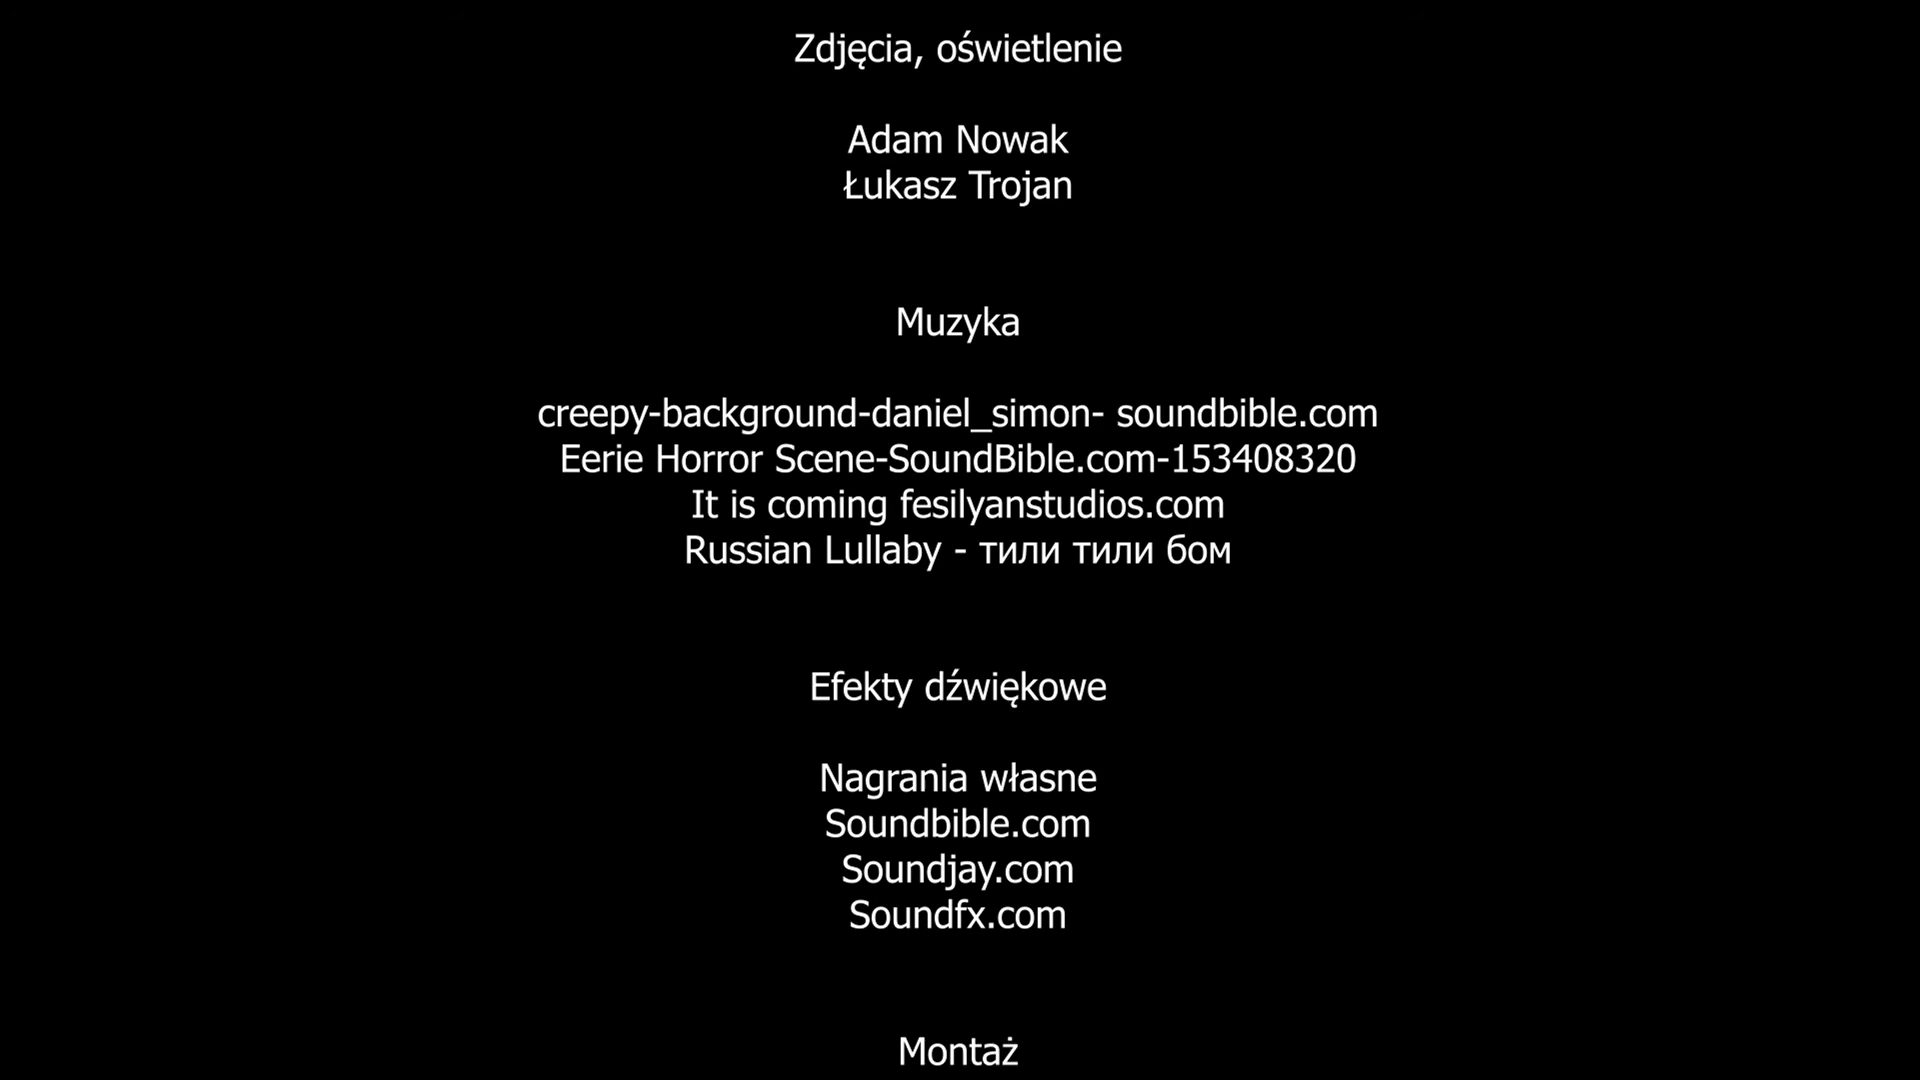 Zdjęcia, oświetlenie
Adam Nowak
Łukasz Trojan
Muzyka
creepy-background-daniel_simon- soundbible.com
Eerie Horror Scene-SoundBible.com-153408320
It is coming fesilyanstudios.com
Russian Lullaby - тили тили бом
Efekty dźwiękowe
Nagrania własne
Soundbible.com
Soundjay.com
Soundfx.com
Montaż